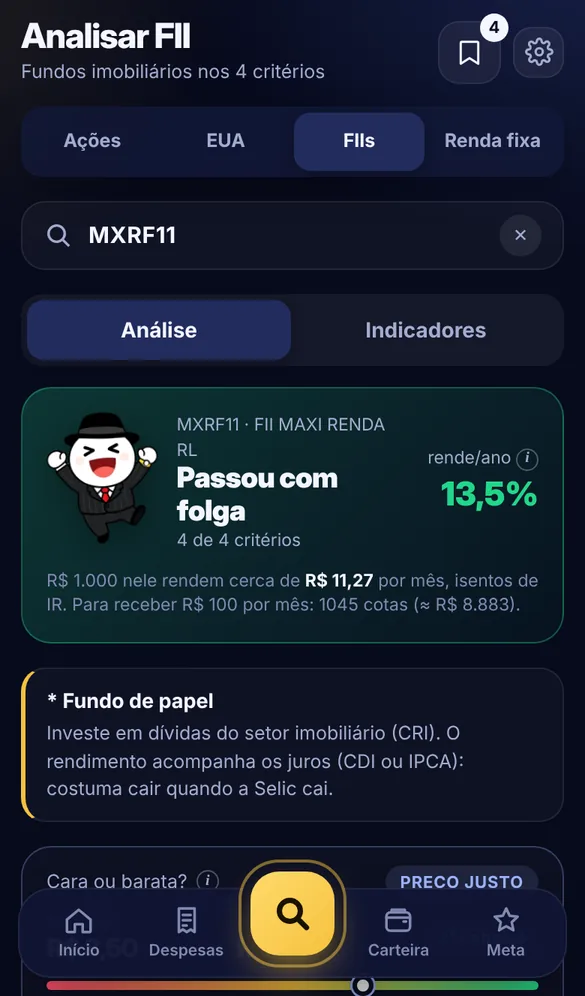 Analisar FII
4
Fundos imobiliários nos 4 critérios
Ações
EUA
FIIs
Renda fixa
MXRF11
Análise
Indicadores
MXRF11 · FII MAXI RENDA
RL
Passou com
folga
4 de 4 critérios
rende/ano i
13,5%
R$ 1.000 nele rendem cerca de R$ 11,27 por mês, isentos de
IR. Para receber R$ 100 por mês: 1045 cotas (≈ R$ 8.883).
* Fundo de papel
Investe em dívidas do setor imobiliário (CRI). O
rendimento acompanha os juros (CDI ou IPCA):
costuma cair quando a Selic cai.
Cara ou barata? i
PREÇO JUSTO
Início
Despesas
Carteira
Meta